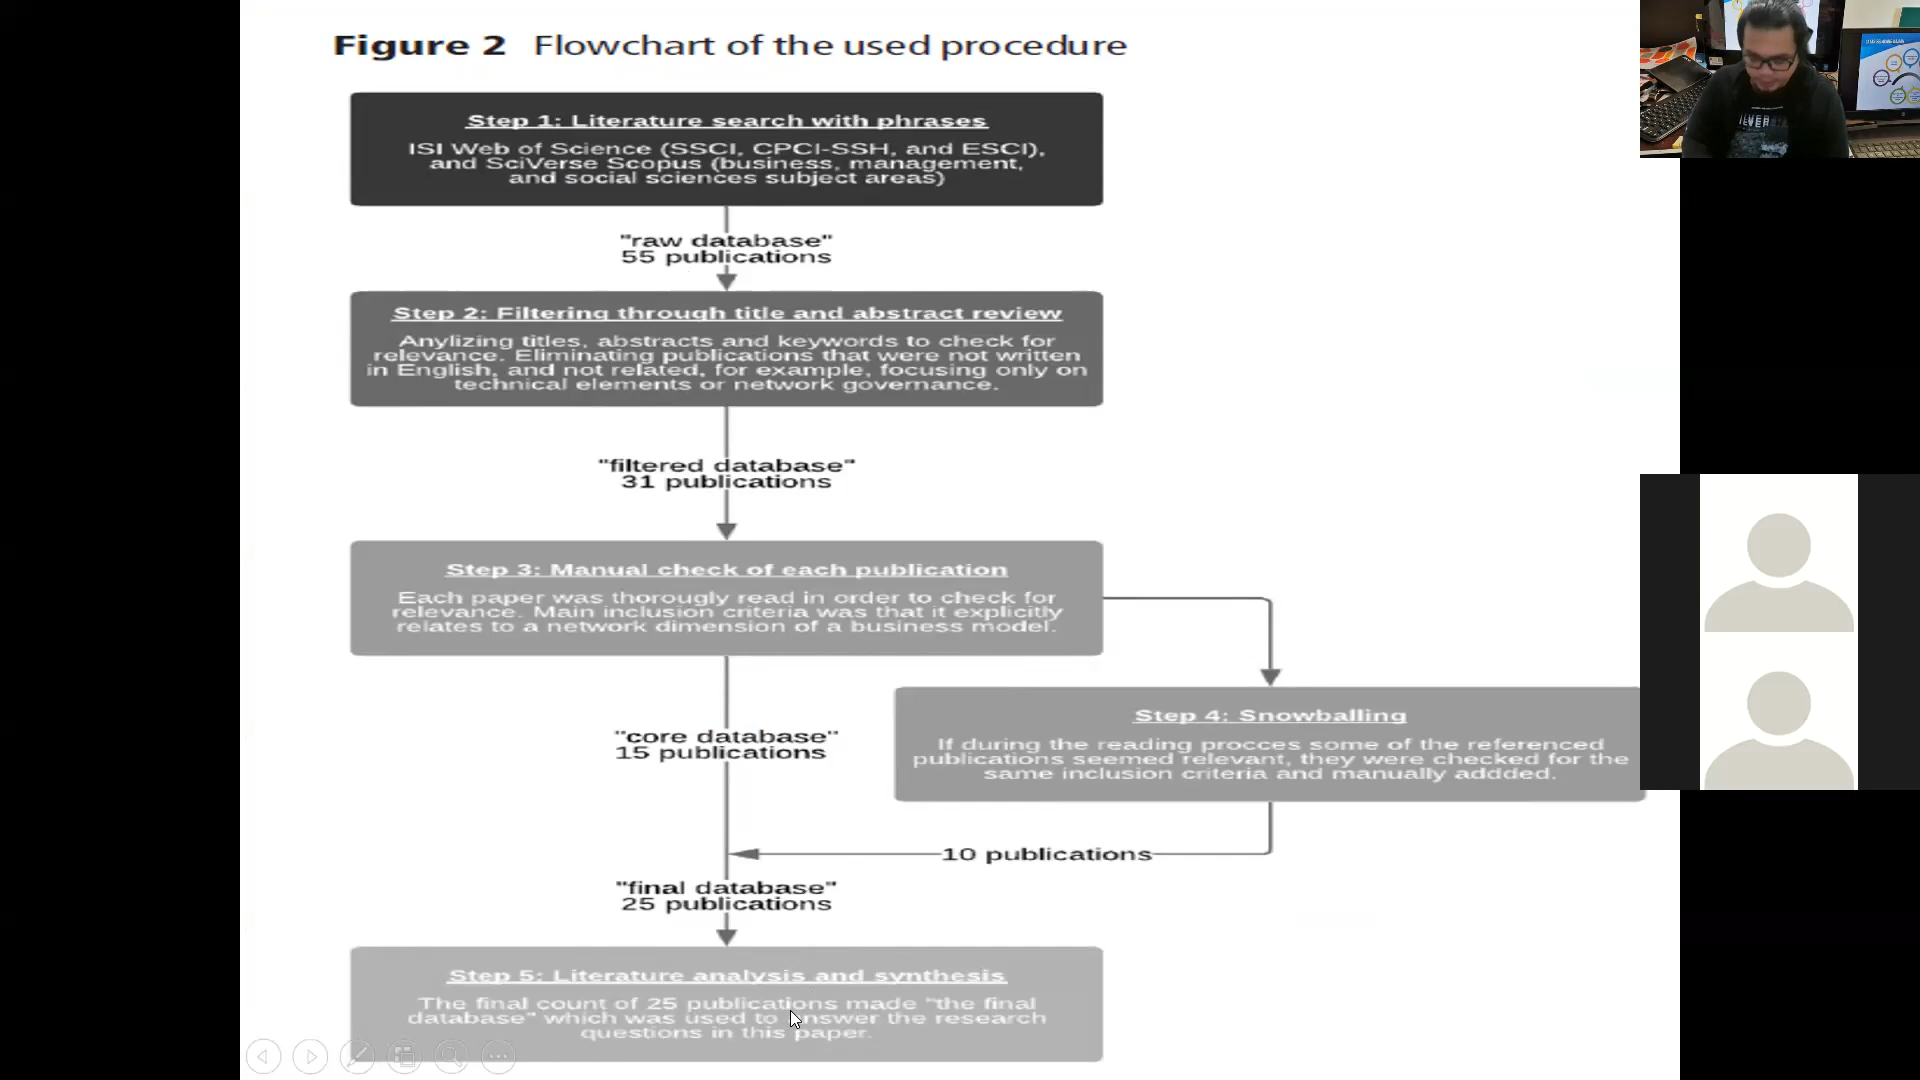 Figure 2 Flowchart of the used procedure
Step 1: Literature search with phrases
ISI Web of Science (SSCI, CPCI-SSH, and ESCI),
and SciVerse Scopus (business, management,
and social sciences subject areas)
"raw database"
55 publications
Step 2: Filtering through title and abstract review
Anylizing titles, abstracts and keywords to check for
relevance. Eliminating publications that were not written
in English, and not related, for example, focusing only on
technical elements or network governance.
"filtered database"
31 publications
Step 3: Manual check of each publication
Each paper was thorougly read in order to check for
relevance. Main inclusion criteria was that it explicitly
relates to a network dimension of a business model.
Step 4: Snowballing
If during the reading procces some of the referenced
publications seemed relevant, they were checked for the
same inclusion criteria and manually addded.
"core database"
15 publications
10 publications
"final database"
25 publications
Step 5: Literature analysis and synthesis
The final count of 25 publications made "the final
database" which was used to answer the research
questions in this paper.